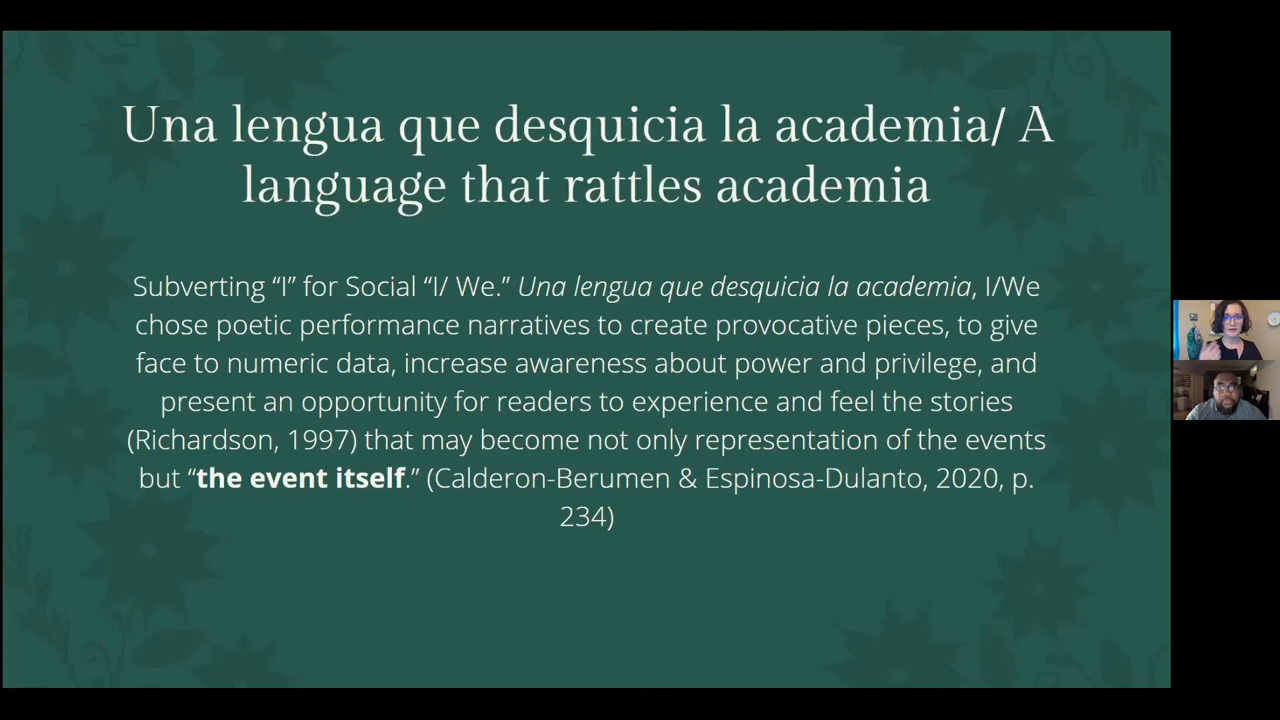 Una lengua que desquicia la academia/ A
language that rattles academia
Subverting “I” for Social “I/ We.” Una lengua que desquicia la academia, I/We
chose poetic performance narratives to create provocative pieces, to give
face to numeric data, increase awareness about power and privilege, and
present an opportunity for readers to experience and feel the stories
(Richardson, 1997) that may become not only representation of the events
but “the event itself.” (Calderon-Berumen & Espinosa-Dulanto, 2020, p.
234)